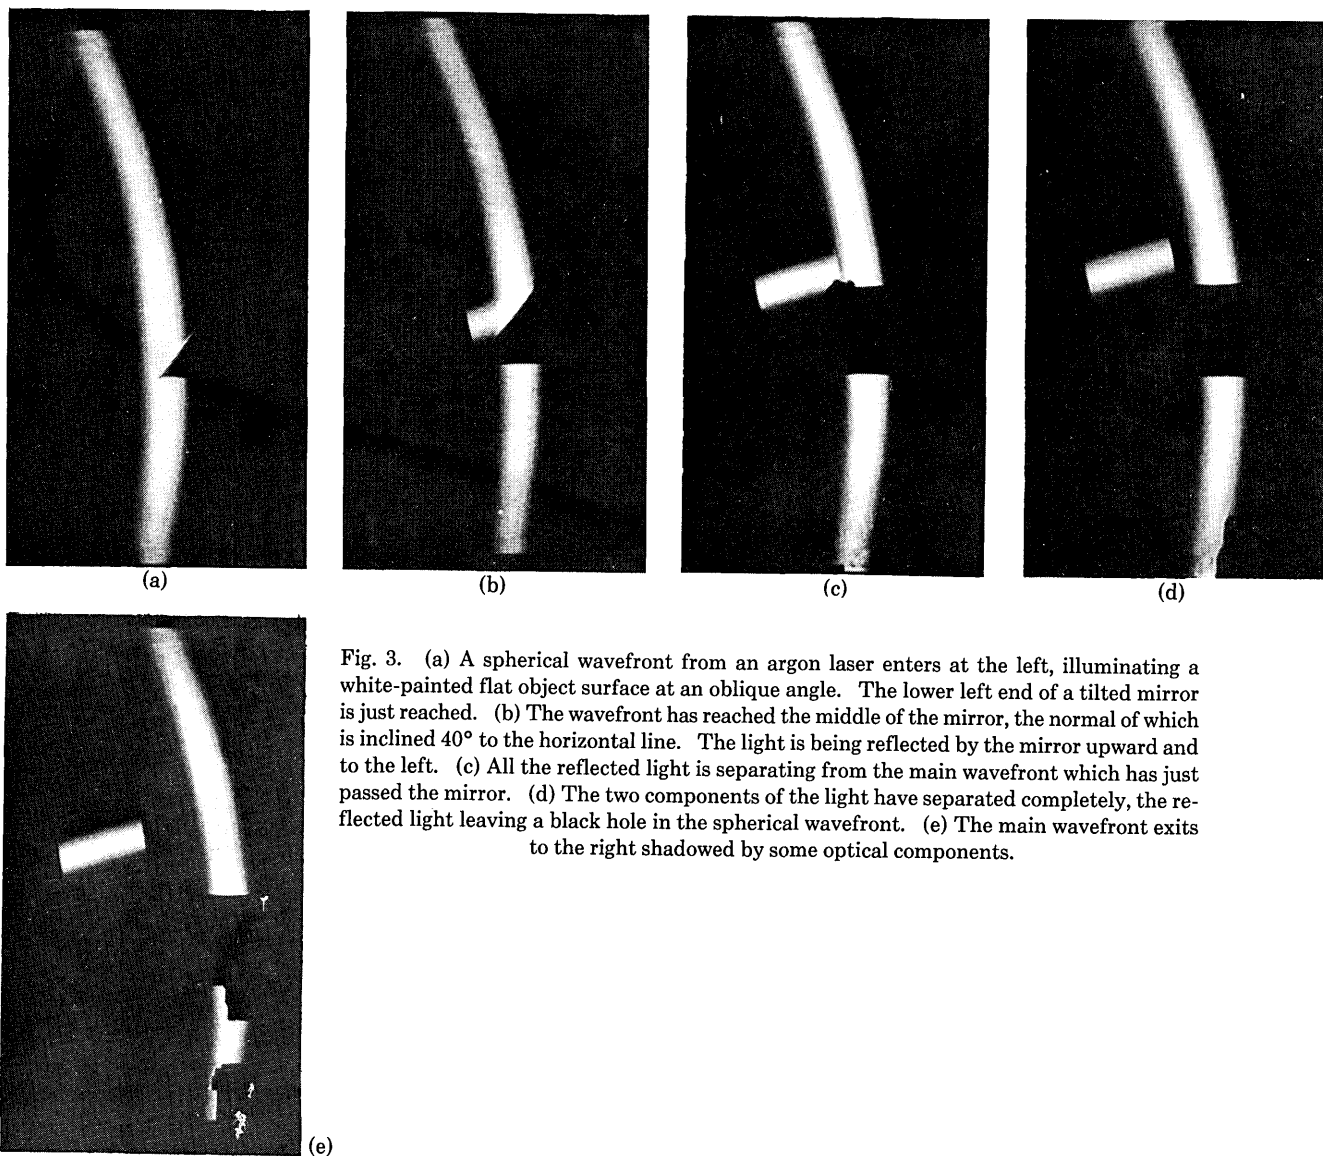 (a)
(b)
(c)
(d)
(e)
Fig. 3. (a) A spherical wavefront from an argon laser enters at the left, illuminating a
white-painted flat object surface at an oblique angle. The lower left end of a tilted mirror
is just reached. (b) The wavefront has reached the middle of the mirror, the normal of which
is inclined 40° to the horizontal line. The light is being reflected by the mirror upward and
to the left. (c) All the reflected light is separating from the main wavefront which has just
passed the mirror. (d) The two components of the light have separated completely, the re-
flected light leaving a black hole in the spherical wavefront. (e) The main wavefront exits
to the right shadowed by some optical components.